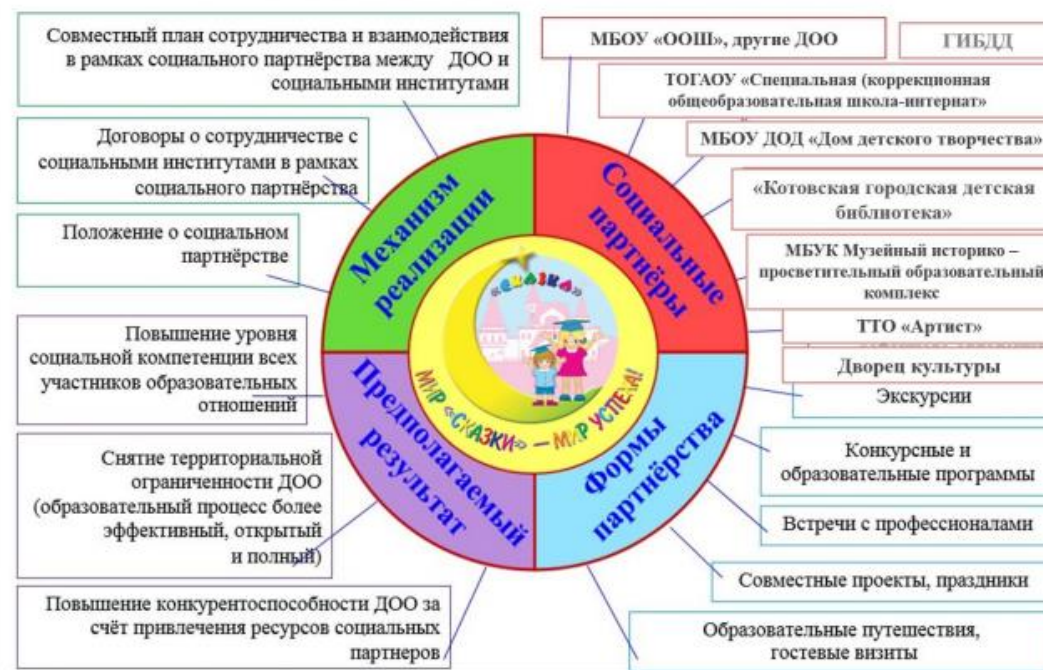 Совместный план сотрудничества и взаимодействия
в рамках социального партнёрства между ДОО и
социальными институтами
Договоры о сотрудничестве с
социальными институтами в рамках
социального партнёрства
Положение о социальном
партнёрстве
Повышение уровня
социальной компетенции всех
участников образовательных
отношений
Снятие территориальной
ограниченности ДОО
(образовательный процесс более
эффективный, открытый
и полный)
Повышение конкурентоспособности ДОО за
счёт привлечения ресурсов социальных
партнеров
Механизм
реализации
Социальные
партнёры
Предполагаемый
результат
Формы
партнёрства
«СКАЗКА»
МИР «СКАЗКИ» — МИР УСПЕХА!
МБОУ «ООШ», другие ДОО
ГИБДД
ТОГАОУ «Специальная (коррекционная
общеобразовательная школа-интернат»
МБОУ ДОД «Дом детского творчества»
«Котовская городская детская
библиотека»
МБУК Музейный историко –
просветительный образовательный
комплекс
ТТО «Артист»
Дворец культуры
Экскурсии
Конкурсные и
образовательные программы
Встречи с профессионалами
Совместные проекты, праздники
Образовательные путешествия,
гостевые визиты